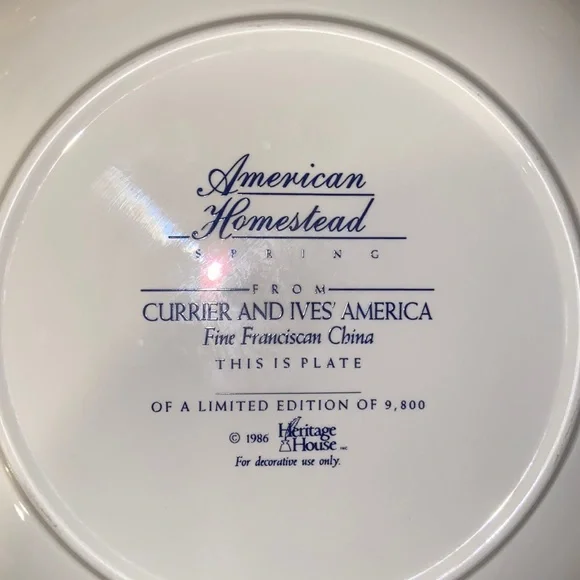 American
Homestead
SPRING
FROM
CURRIER AND IVES' AMERICA
Fine Franciscan China
THIS IS PLATE
OF A LIMITED EDITION OF 9,800
© 1986 Heritage House INC
For decorative use only.